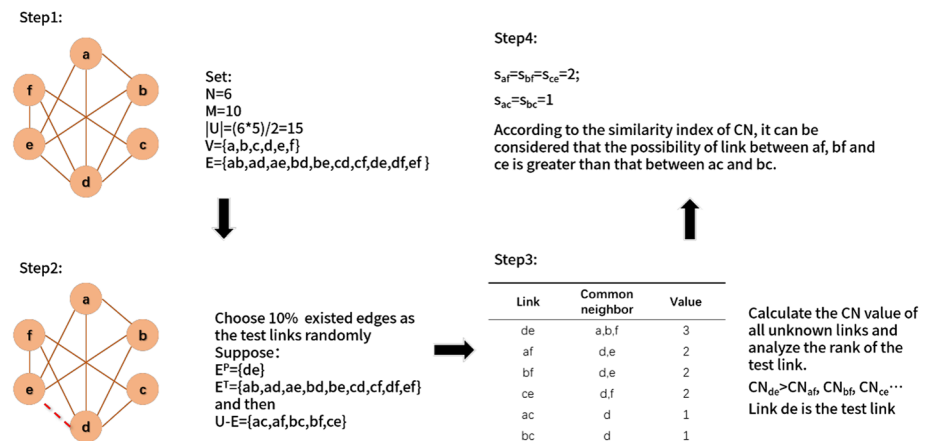 Step1:
a
f
b
e
c
d
Set:
N=6
M=10
|U|=(6*5)/2=15
V={a,b,c,d,e,f}
E={ab,ad,ae,bd,be,cd,cf,de,df,ef }
Step2:
a
f
b
e
c
d
Choose 10% existed edges as
the test links randomly
Suppose:
Eᴾ={de}
Eᵀ={ab,ad,ae,bd,be,cd,cf,df,ef}
and then
U-E={ac,af,bc,bf,ce}
Step3:
Link Common neighbor Value
de a,b,f 3
af d,e 2
bf d,e 2
ce d,f 2
ac d 1
bc d 1
Calculate the CN value of
all unknown links and
analyze the rank of the
test link.
CN_de>CN_af, CN_bf, CN_ce…
Link de is the test link
Step4:
s_af=s_bf=s_ce=2;
s_ac=s_bc=1
According to the similarity index of CN, it can be
considered that the possibility of link between af, bf and
ce is greater than that between ac and bc.